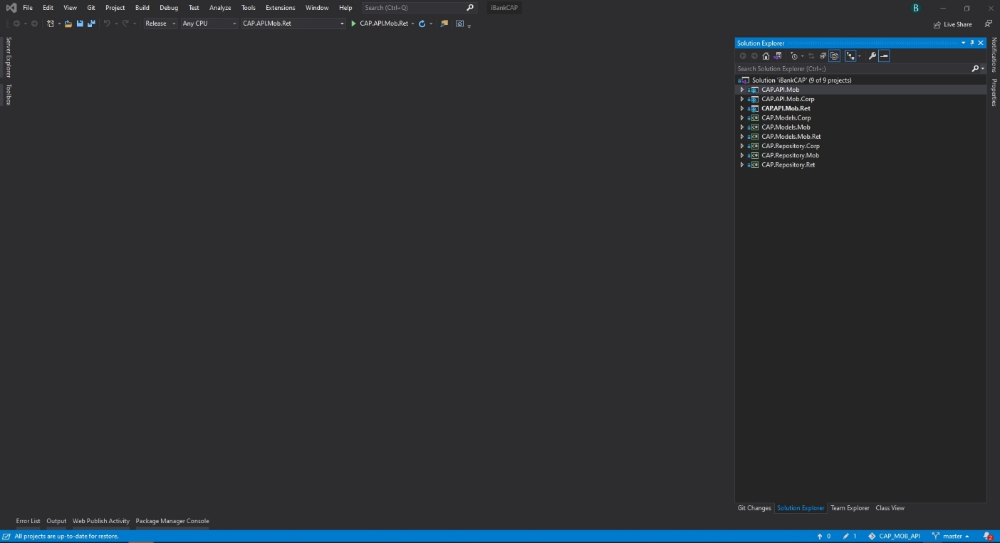 File Edit View Git Project Build Debug Test Analyze Tools Extensions Window Help Search (Ctrl+Q) iBankCAP B
Release Any CPU CAP.API.Mob.Ret CAP.API.Mob.Ret Live Share
Server Explorer
Toolbox
Solution Explorer
Search Solution Explorer (Ctrl+;)
Solution 'iBankCAP' (9 of 9 projects)
CAP.API.Mob
CAP.API.Mob.Corp
CAP.API.Mob.Ret
CAP.Models.Corp
CAP.Models.Mob
CAP.Models.Mob.Ret
CAP.Repository.Corp
CAP.Repository.Mob
CAP.Repository.Ret
Notifications
Properties
Git Changes Solution Explorer Team Explorer Class View
Error List Output Web Publish Activity Package Manager Console
All projects are up-to-date for restore. 0 1 CAP_MOB_API master 2